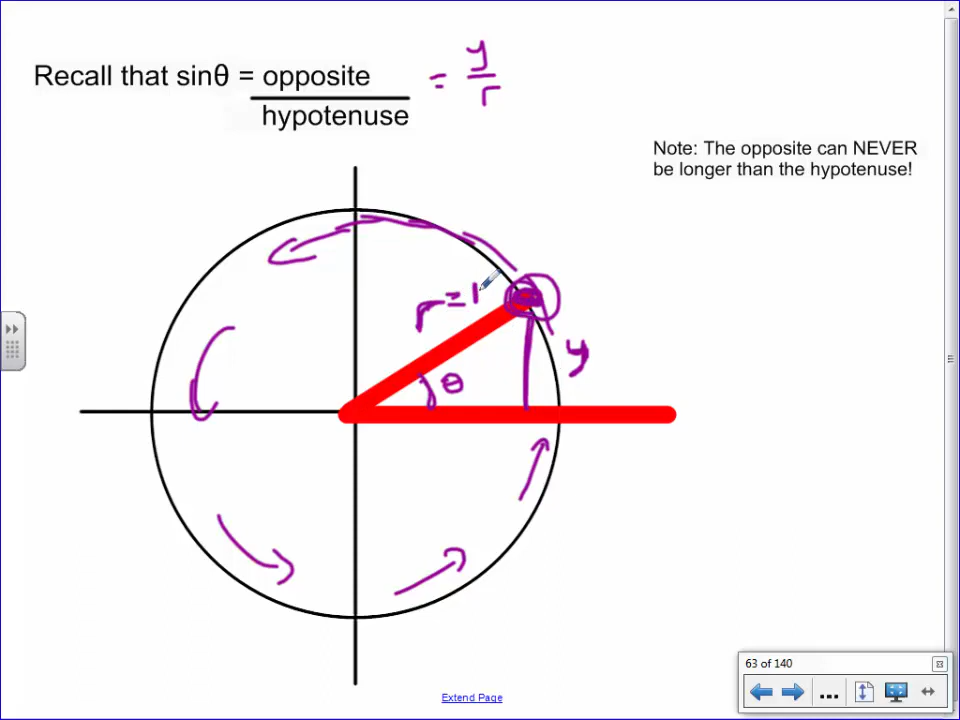 Recall that sinθ = opposite = y
hypotenuse r
Note: The opposite can NEVER
be longer than the hypotenuse!
r=1
y
θ
63 of 140
...
Extend Page